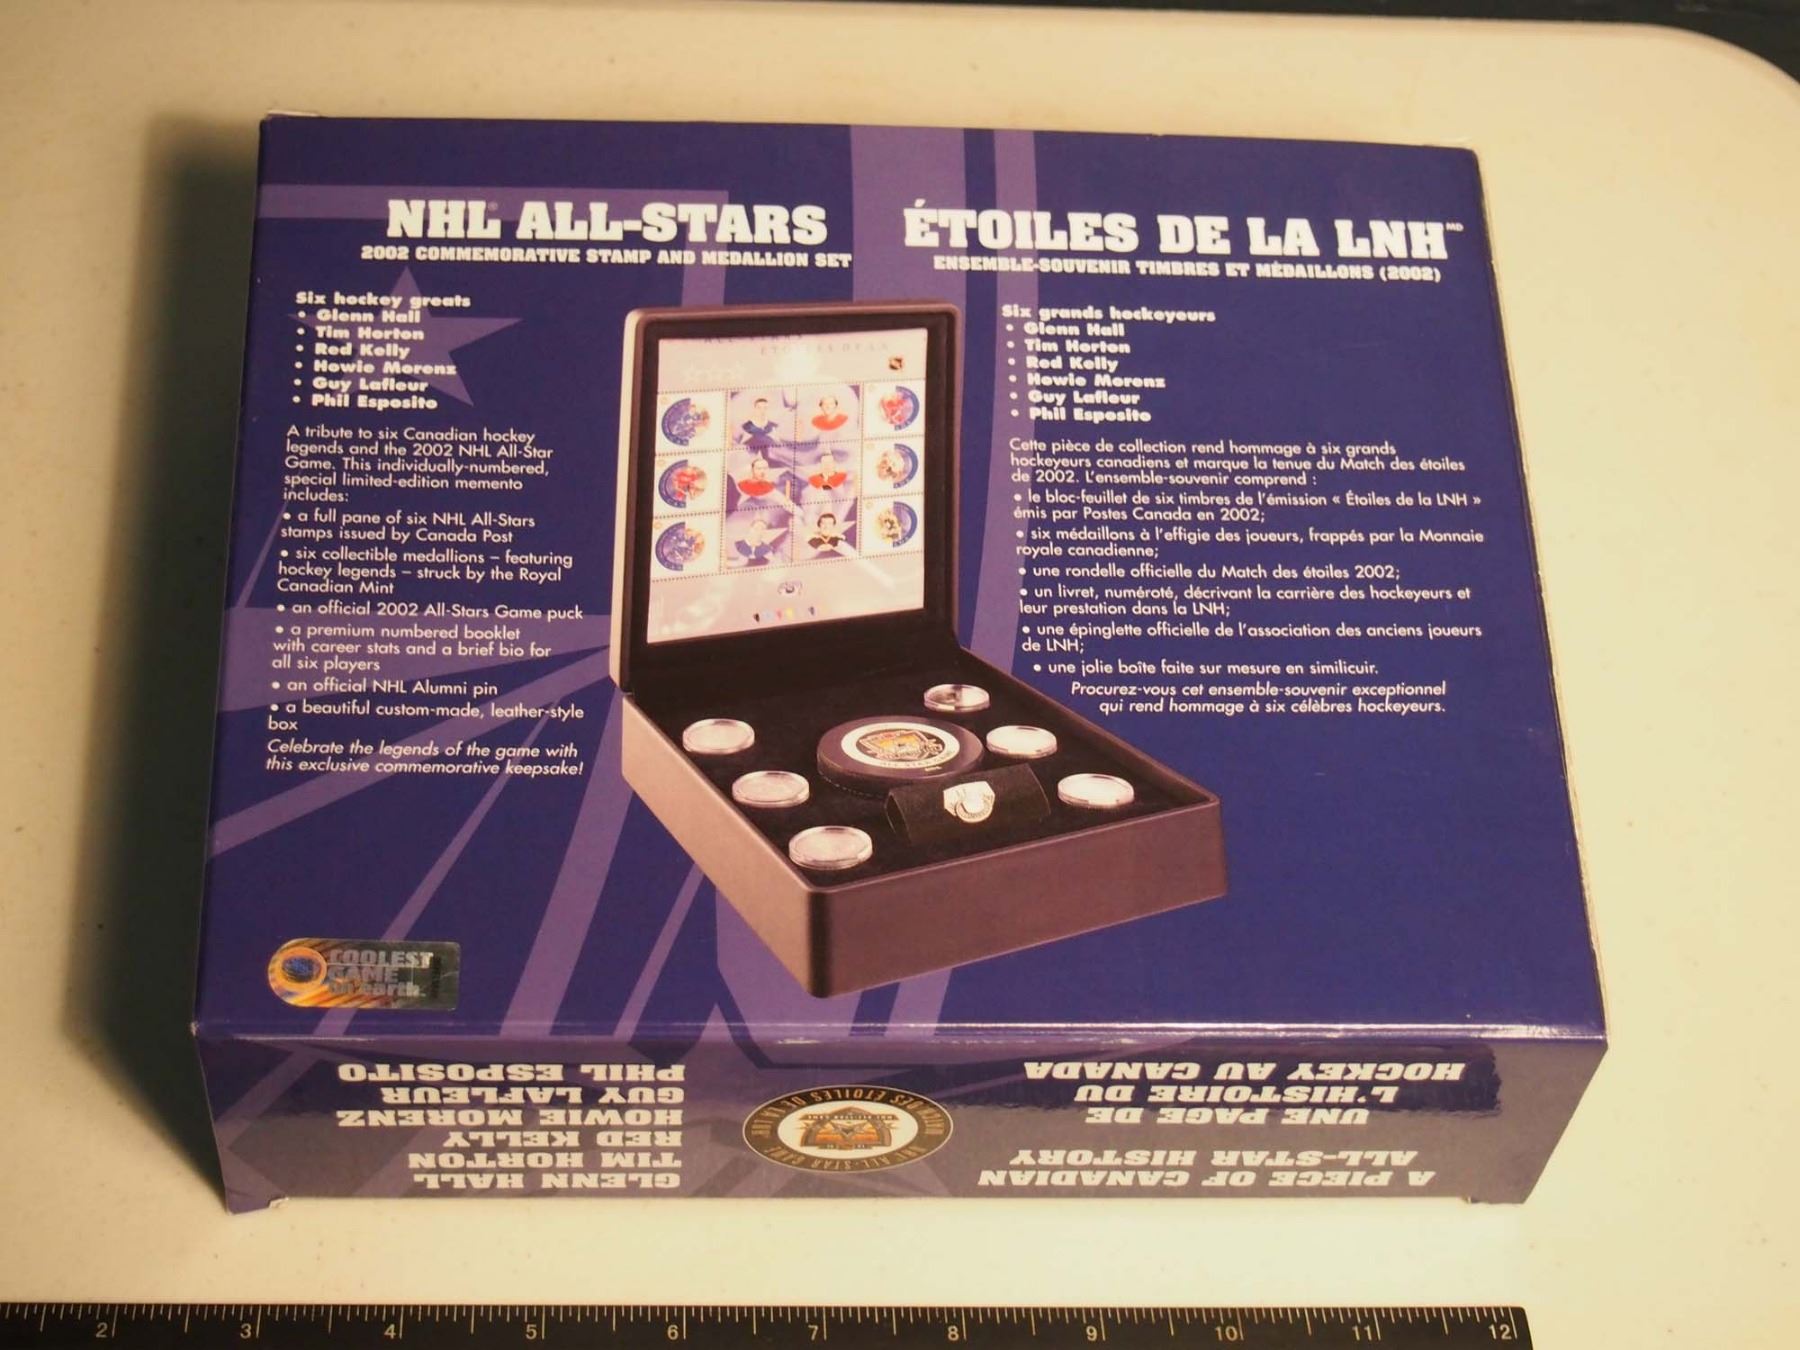 NHL® ALL-STARS
2002 COMMEMORATIVE STAMP AND MEDALLION SET
Six hockey greats
• Glenn Hall
• Tim Horton
• Red Kelly
• Howie Morenz
• Guy Lafleur
• Phil Esposito
A tribute to six Canadian hockey
legends and the 2002 NHL All-Star
Game. This individually-numbered,
special limited-edition memento
includes:
• a full pane of six NHL All-Stars
stamps issued by Canada Post
• six collectible medallions – featuring
hockey legends – struck by the Royal
Canadian Mint
• an official 2002 All-Stars Game puck
• a premium numbered booklet
with career stats and a brief bio for
all six players
• an official NHL Alumni pin
• a beautiful custom-made, leather-style
box
Celebrate the legends of the game with
this exclusive commemorative keepsake!
ÉTOILES DE LA LNH MD
ENSEMBLE-SOUVENIR TIMBRES ET MÉDAILLONS (2002)
Six grands hockeyeurs
• Glenn Hall
• Tim Horton
• Red Kelly
• Howie Morenz
• Guy Lafleur
• Phil Esposito
Cette pièce de collection rend hommage à six grands
hockeyeurs canadiens et marque la tenue du Match des étoiles
de 2002. L'ensemble-souvenir comprend :
• le bloc-feuillet de six timbres de l'émission « Étoiles de la LNH »
émis par Postes Canada en 2002;
• six médaillons à l'effigie des joueurs, frappés par la Monnaie
royale canadienne;
• une rondelle officielle du Match des étoiles 2002;
• un livret, numéroté, décrivant la carrière des hockeyeurs et
leur prestation dans la LNH;
• une épinglette officielle de l'association des anciens joueurs
de LNH;
• une jolie boîte faite sur mesure en similicuir.
Procurez-vous cet ensemble-souvenir exceptionnel
qui rend hommage à six célèbres hockeyeurs.
ÉTOILES DE LA
COOLEST
GAME
on earth
A PIECE OF CANADIAN
ALL-STAR HISTORY
UNE PAGE DE
L'HISTOIRE DU
HOCKEY AU CANADA
NHL ALL-STAR GAME
MATCH DES ÉTOILES DE LA LNH
GLENN HALL
TIM HORTON
RED KELLY
HOWIE MORENZ
GUY LAFLEUR
PHIL ESPOSITO
2 3 4 5 6 7 8 9 10 11 12